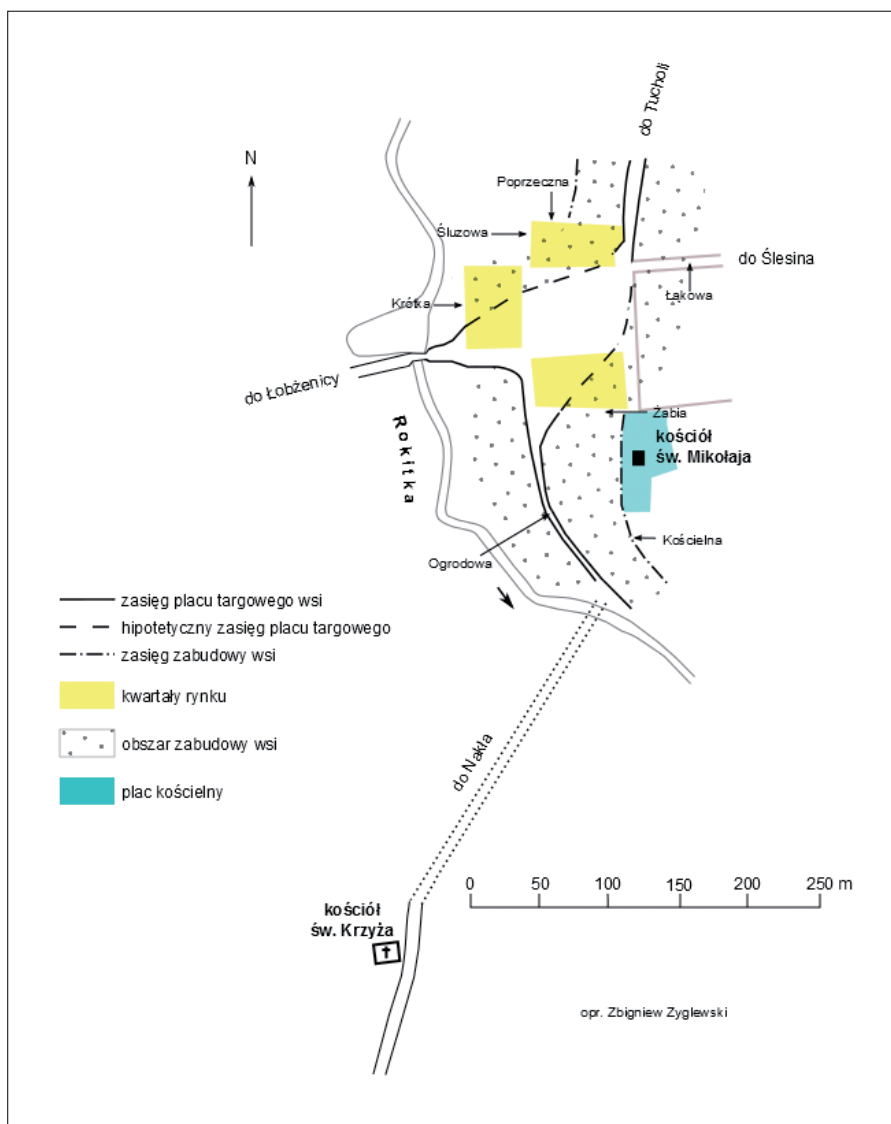 do Tucholi
N
Poprzeczna
Śluzowa
do Ślesina
Łąkowa
Krótka
do Łobżenicy
Żabia
kościół
św. Mikołaja
Rokitka
Kościelna
Ogrodowa
zasięg placu targowego wsi
hipotetyczny zasięg placu targowego
zasięg zabudowy wsi
kwartały rynku
obszar zabudowy wsi
plac kościelny
do Nakła
0 50 100 150 200 250 m
kościół
św. Krzyża
opr. Zbigniew Zyglewski